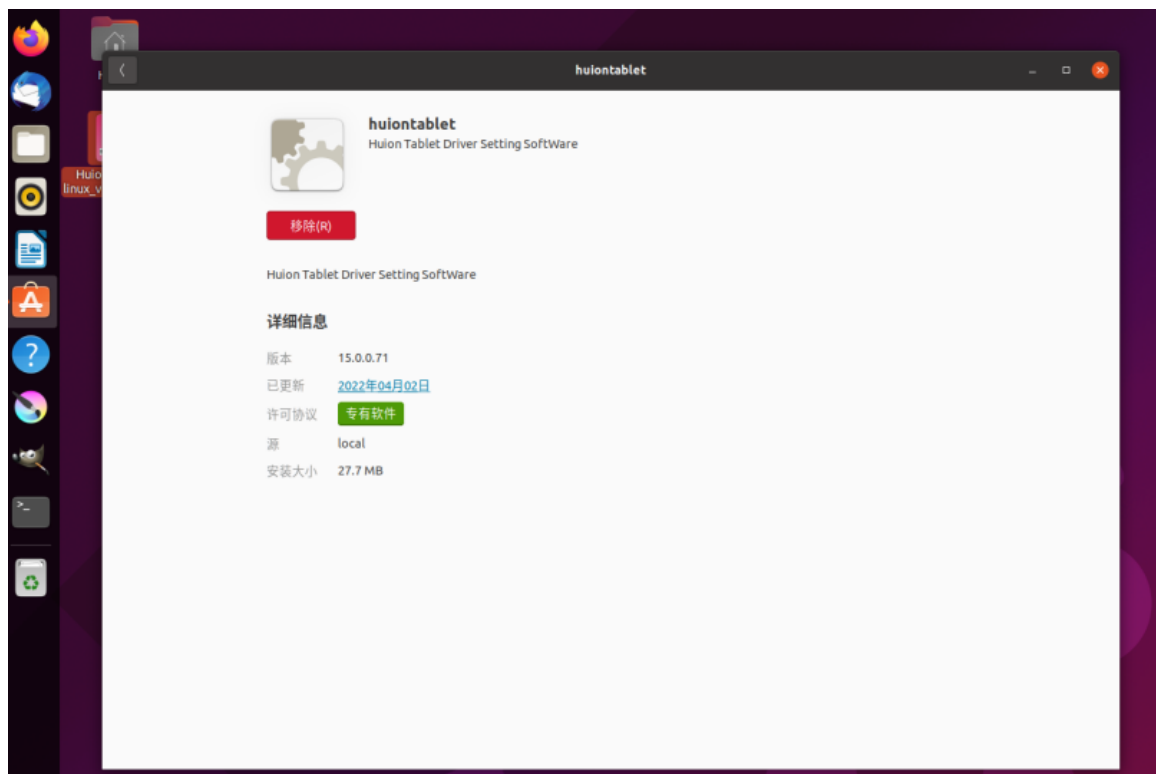 huiontablet
huiontablet
Huion Tablet Driver Setting SoftWare
Huio
linux_v
移除(R)
Huion Tablet Driver Setting SoftWare
详细信息
版本 15.0.0.71
已更新 2022年04月02日
许可协议 专有软件
源 local
安装大小 27.7 MB